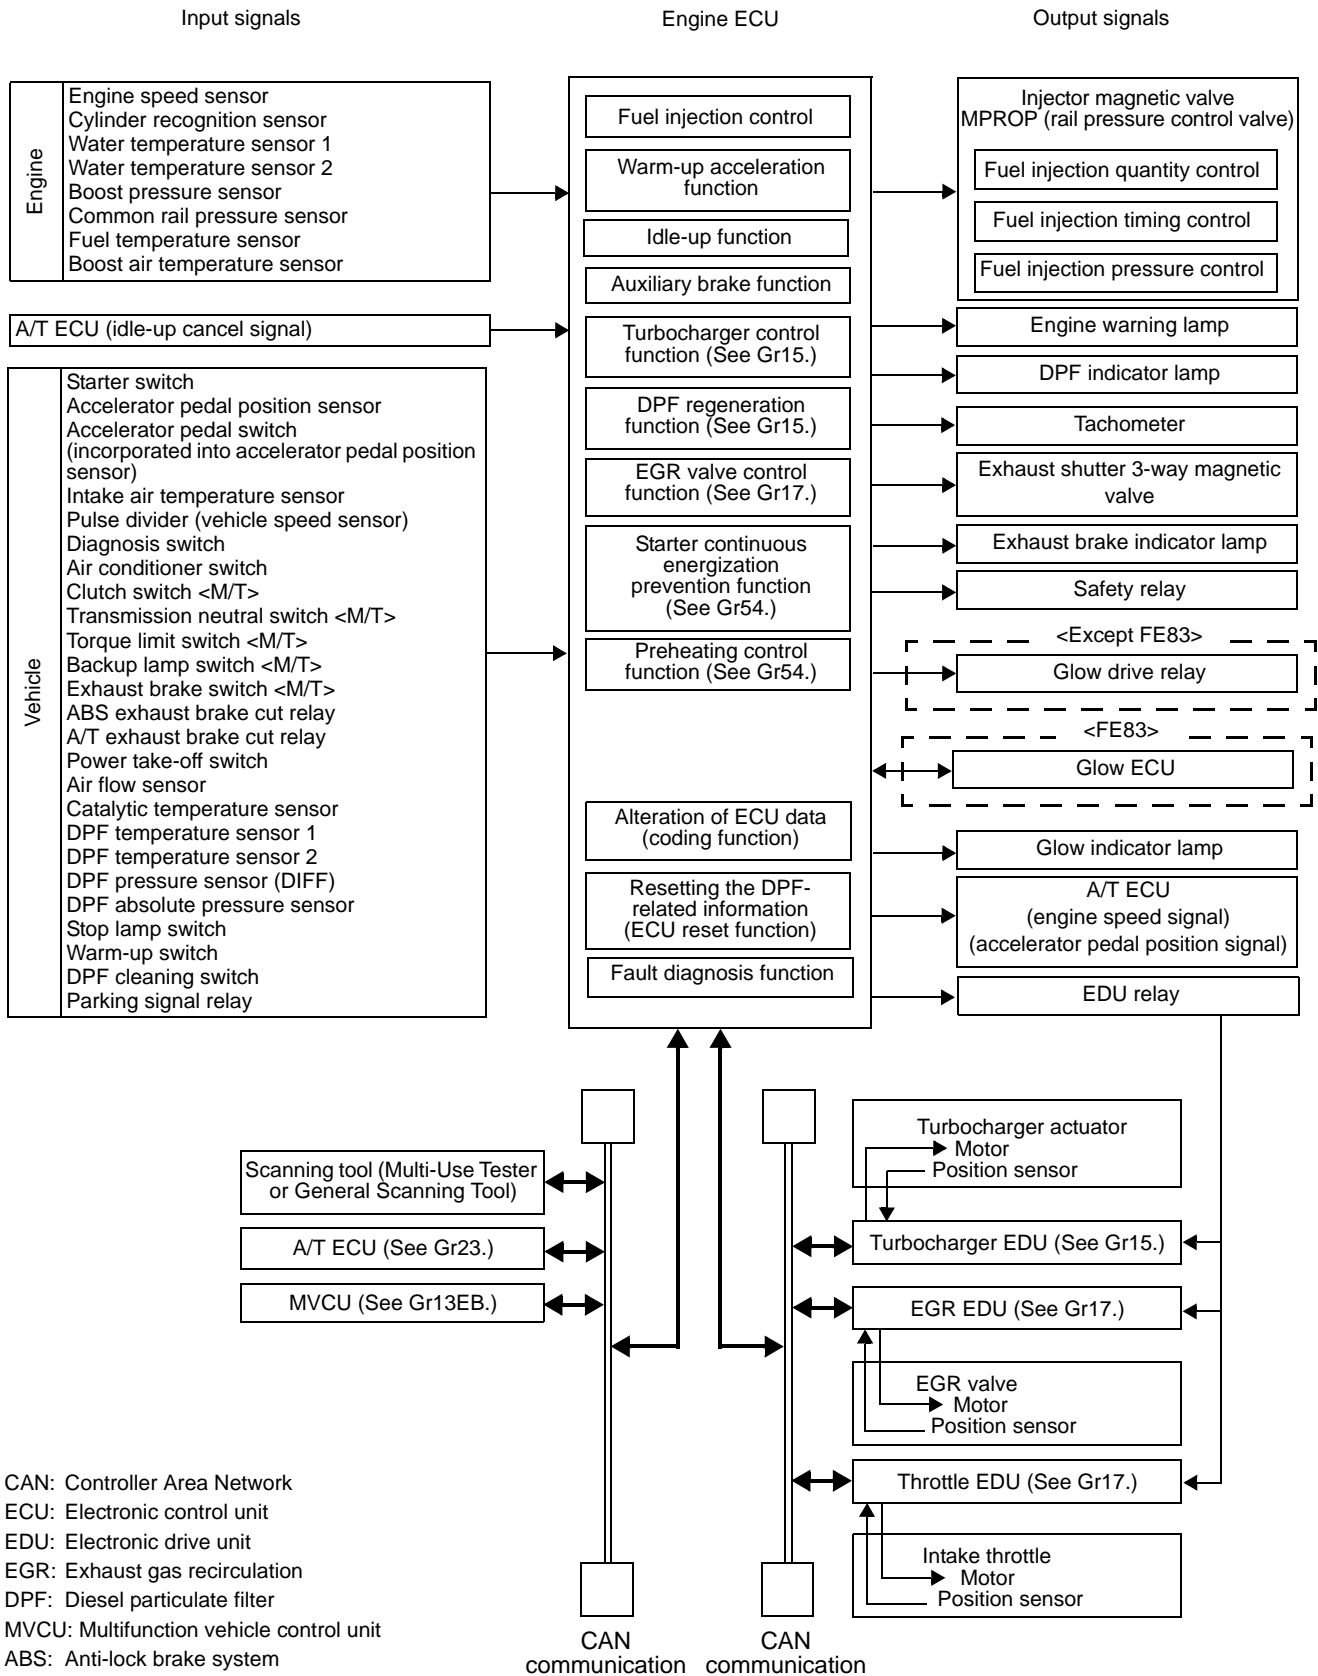 Input signals
Engine ECU
Output signals
Engine
Engine speed sensor
Cylinder recognition sensor
Water temperature sensor 1
Water temperature sensor 2
Boost pressure sensor
Common rail pressure sensor
Fuel temperature sensor
Boost air temperature sensor
A/T ECU (idle-up cancel signal)
Vehicle
Starter switch
Accelerator pedal position sensor
Accelerator pedal switch
(incorporated into accelerator pedal position
sensor)
Intake air temperature sensor
Pulse divider (vehicle speed sensor)
Diagnosis switch
Air conditioner switch
Clutch switch <M/T>
Transmission neutral switch <M/T>
Torque limit switch <M/T>
Backup lamp switch <M/T>
Exhaust brake switch <M/T>
ABS exhaust brake cut relay
A/T exhaust brake cut relay
Power take-off switch
Air flow sensor
Catalytic temperature sensor
DPF temperature sensor 1
DPF temperature sensor 2
DPF pressure sensor (DIFF)
DPF absolute pressure sensor
Stop lamp switch
Warm-up switch
DPF cleaning switch
Parking signal relay
Fuel injection control
Warm-up acceleration
function
Idle-up function
Auxiliary brake function
Turbocharger control
function (See Gr15.)
DPF regeneration
function (See Gr15.)
EGR valve control
function (See Gr17.)
Starter continuous
energization
prevention function
(See Gr54.)
Preheating control
function (See Gr54.)
Alteration of ECU data
(coding function)
Resetting the DPF-
related information
(ECU reset function)
Fault diagnosis function
Injector magnetic valve
MPROP (rail pressure control valve)
Fuel injection quantity control
Fuel injection timing control
Fuel injection pressure control
Engine warning lamp
DPF indicator lamp
Tachometer
Exhaust shutter 3-way magnetic
valve
Exhaust brake indicator lamp
Safety relay
<Except FE83>
Glow drive relay
<FE83>
Glow ECU
Glow indicator lamp
A/T ECU
(engine speed signal)
(accelerator pedal position signal)
EDU relay
Scanning tool (Multi-Use Tester
or General Scanning Tool)
A/T ECU (See Gr23.)
MVCU (See Gr13EB.)
Turbocharger actuator
Motor
Position sensor
Turbocharger EDU (See Gr15.)
EGR EDU (See Gr17.)
EGR valve
Motor
Position sensor
Throttle EDU (See Gr17.)
Intake throttle
Motor
Position sensor
CAN
communication
CAN
communication
CAN: Controller Area Network
ECU: Electronic control unit
EDU: Electronic drive unit
EGR: Exhaust gas recirculation
DPF: Diesel particulate filter
MVCU: Multifunction vehicle control unit
ABS: Anti-lock brake system